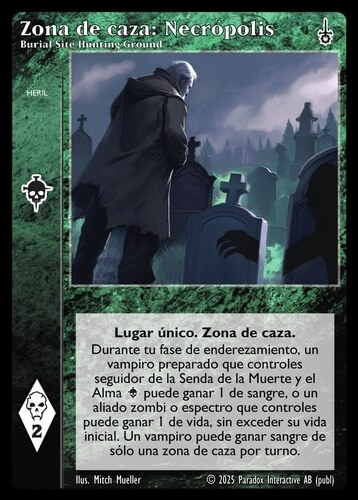 Zona de caza: Necrópolis
Burial Site Hunting Ground
HERIL
Lugar único. Zona de caza.
Durante tu fase de enderezamiento, un
vampiro preparado que controles
seguidor de la Senda de la Muerte y el
Alma puede ganar 1 de sangre, o un
aliado zombi o espectro que controles
puede ganar 1 de vida, sin exceder su vida
inicial. Un vampiro puede ganar sangre de
sólo una zona de caza por turno.
2
Ilus. Mitch Mueller
© 2025 Paradox Interactive AB (publ)